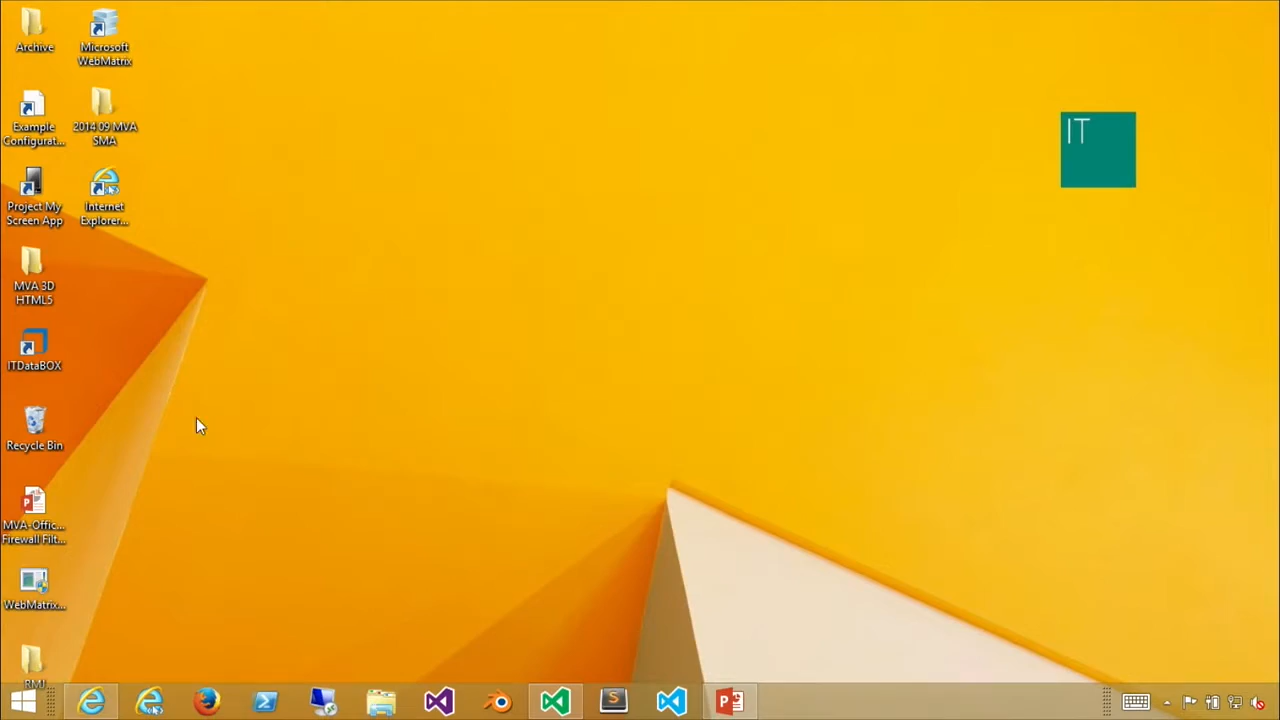 Archive
Microsoft
WebMatrix
Example
Configurat...
2014 09 MVA
SMA
Project My
Screen App
Internet
Explorer...
MVA 3D
HTML5
ITDataBOX
Recycle Bin
MVA-Offic...
Firewall Filt...
WebMatrix...
RMJ
IT